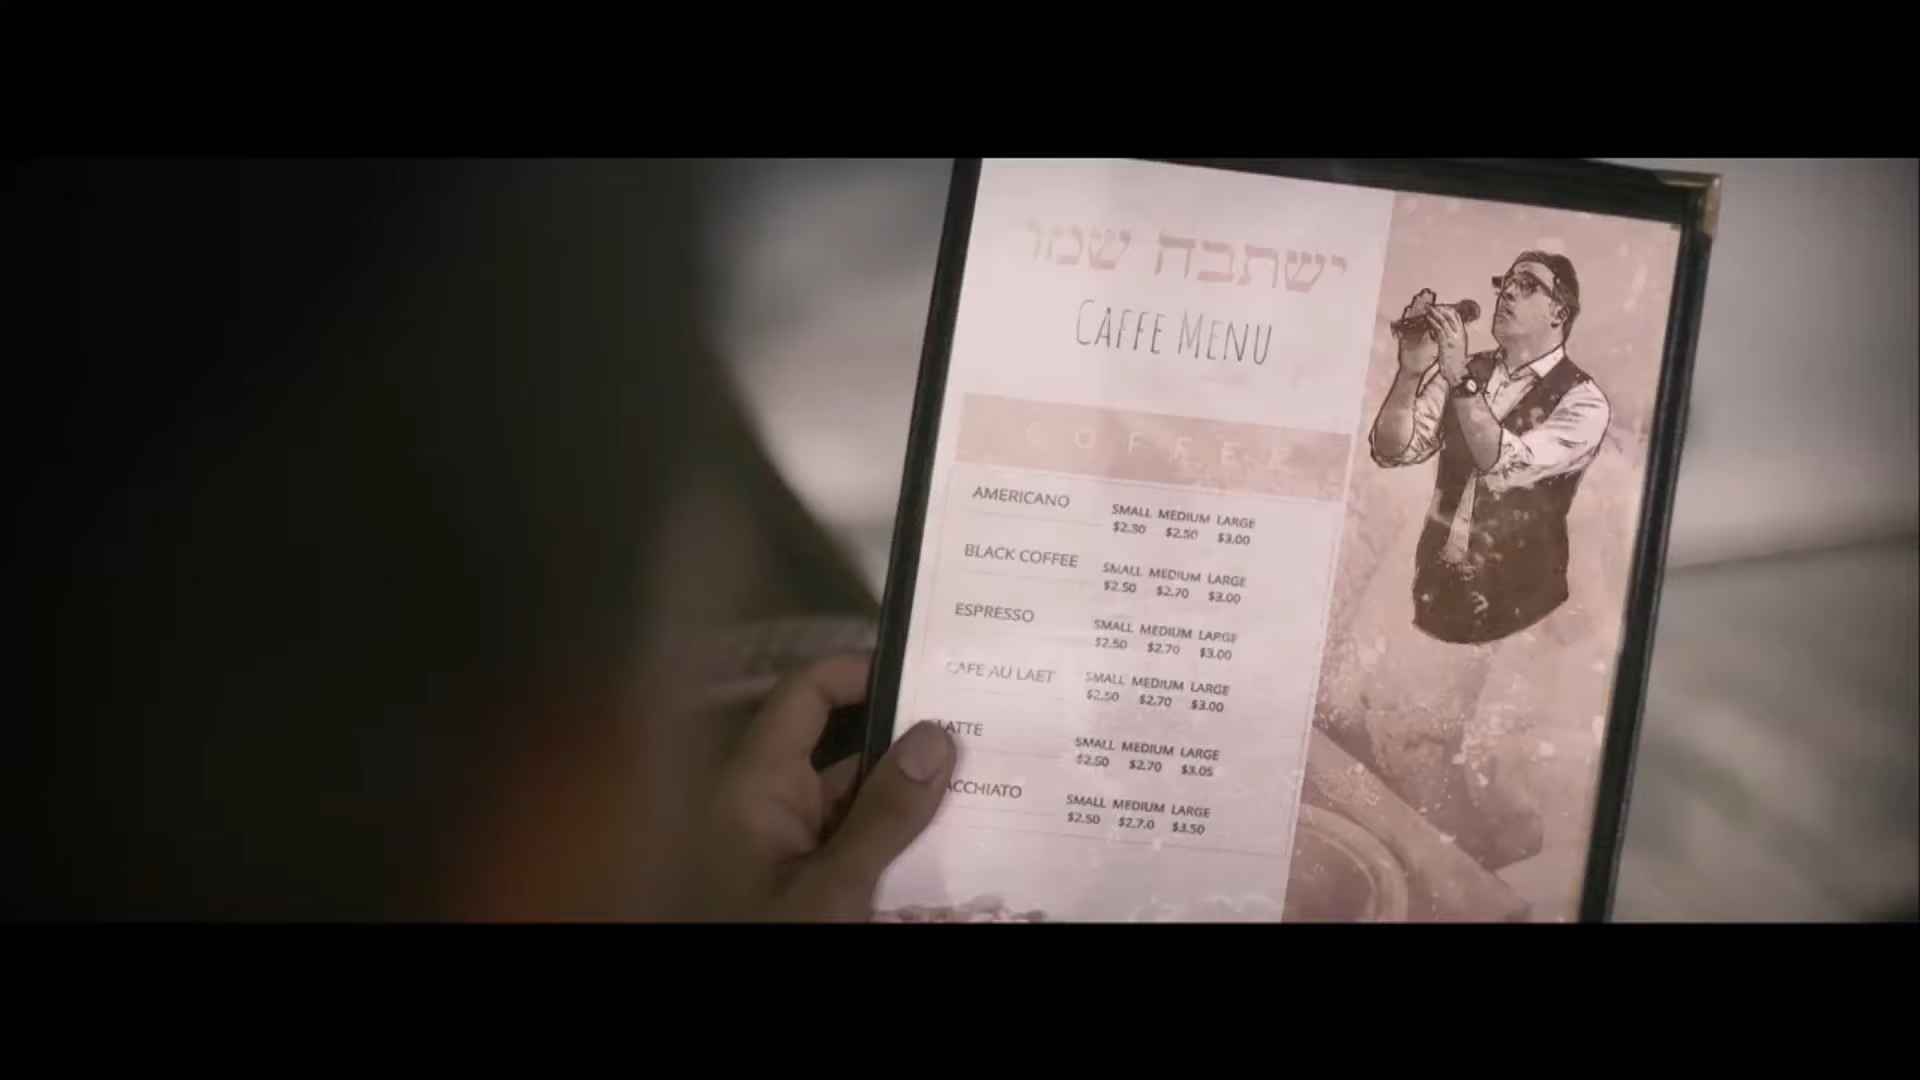 ישתבח שמו
CAFFE MENU
COFFEE
AMERICANO
SMALL MEDIUM LARGE
$2.30 $2.50 $3.00
BLACK COFFEE
SMALL MEDIUM LARGE
$2.50 $2.70 $3.00
ESPRESSO
SMALL MEDIUM LARGE
$2.50 $2.70 $3.00
CAFE AU LAET
SMALL MEDIUM LARGE
$2.50 $2.70 $3.00
LATTE
SMALL MEDIUM LARGE
$2.50 $2.70 $3.05
ACCHIATO
SMALL MEDIUM LARGE
$2.50 $2.7.0 $3.50